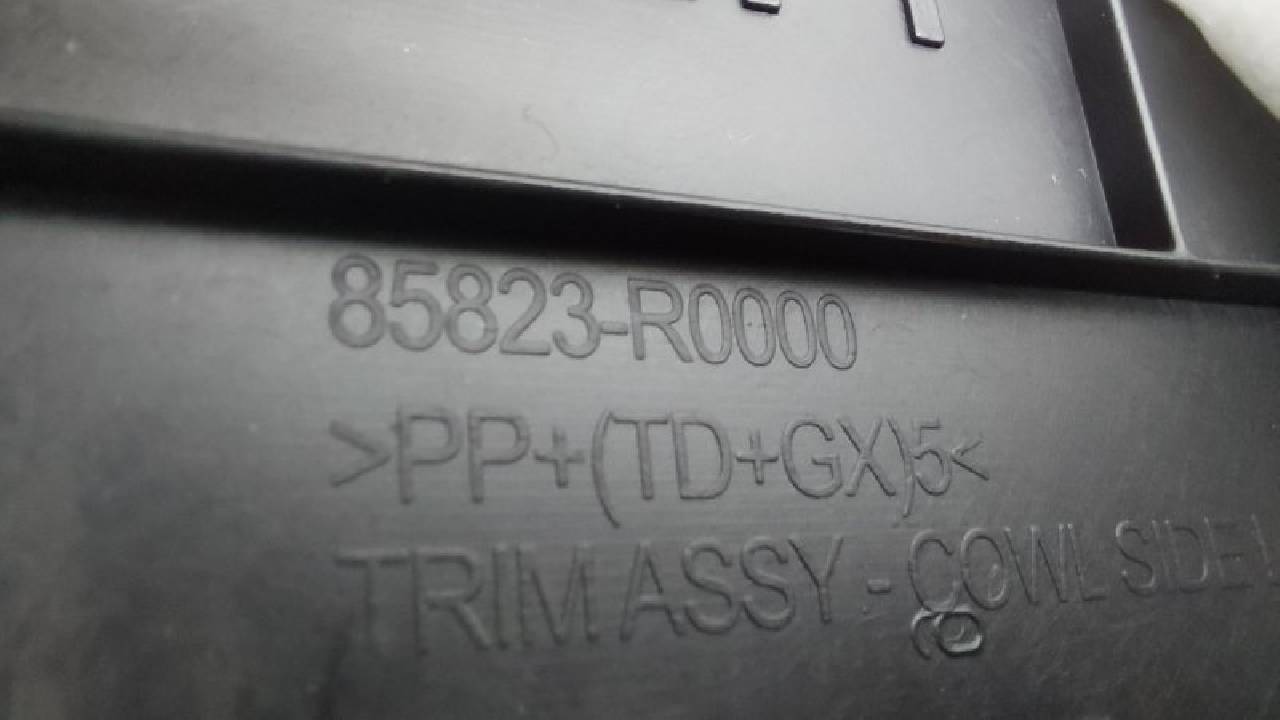 85823-R0000
>PP+(TD+GX)5<
TRIM ASSY - COWL SIDE